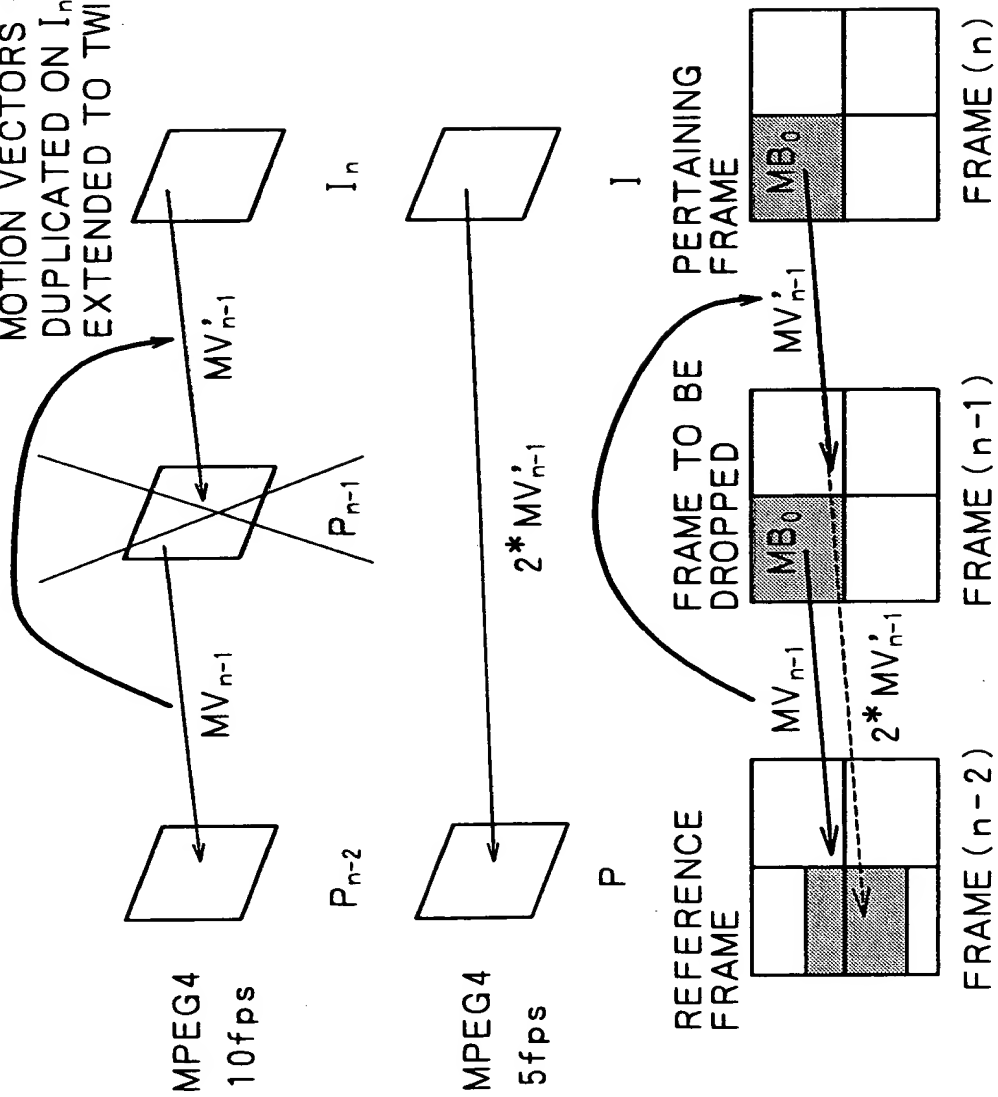 MOTION VECTORS
DUPLICATED ON Iₙ
EXTENDED TO TWI
MPEG4
10fps
MVₙ₋₁
MV'ₙ₋₁
Pₙ₋₂
Pₙ₋₁
Iₙ
MPEG4
5fps
2*MV'ₙ₋₁
P
I
REFERENCE
FRAME
FRAME TO BE
DROPPED
PERTAINING
FRAME
MVₙ₋₁
MV'ₙ₋₁
MB₀
MB₀
2*MV'ₙ₋₁
FRAME(n-2)
FRAME(n-1)
FRAME(n)